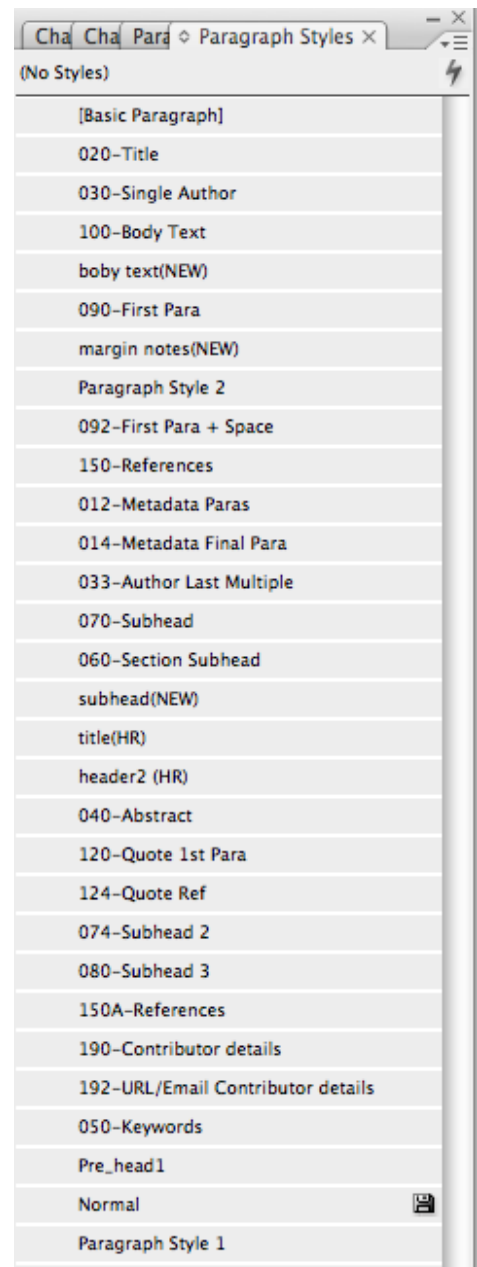 Cha Cha Para Paragraph Styles ×
(No Styles)
[Basic Paragraph]
020-Title
030-Single Author
100-Body Text
boby text(NEW)
090-First Para
margin notes(NEW)
Paragraph Style 2
092-First Para + Space
150-References
012-Metadata Paras
014-Metadata Final Para
033-Author Last Multiple
070-Subhead
060-Section Subhead
subhead(NEW)
title(HR)
header2 (HR)
040-Abstract
120-Quote 1st Para
124-Quote Ref
074-Subhead 2
080-Subhead 3
150A-References
190-Contributor details
192-URL/Email Contributor details
050-Keywords
Pre_head1
Normal
Paragraph Style 1